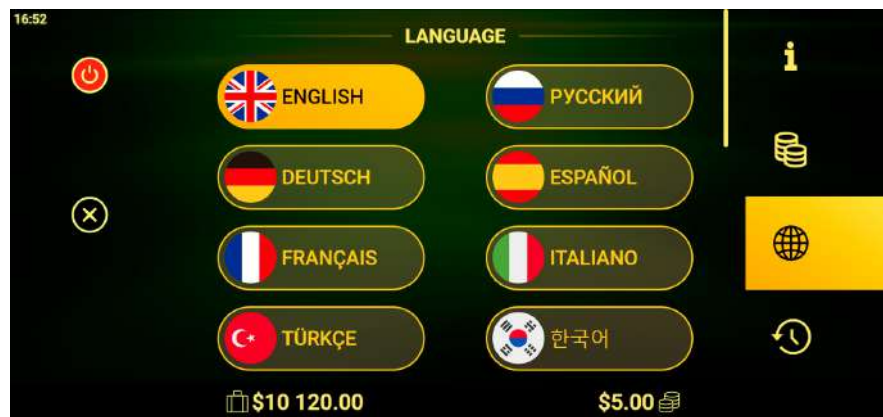 16:52
LANGUAGE
ENGLISH
РУССКИЙ
DEUTSCH
ESPAÑOL
FRANÇAIS
ITALIANO
TÜRKÇE
한국어
$10 120.00
$5.00